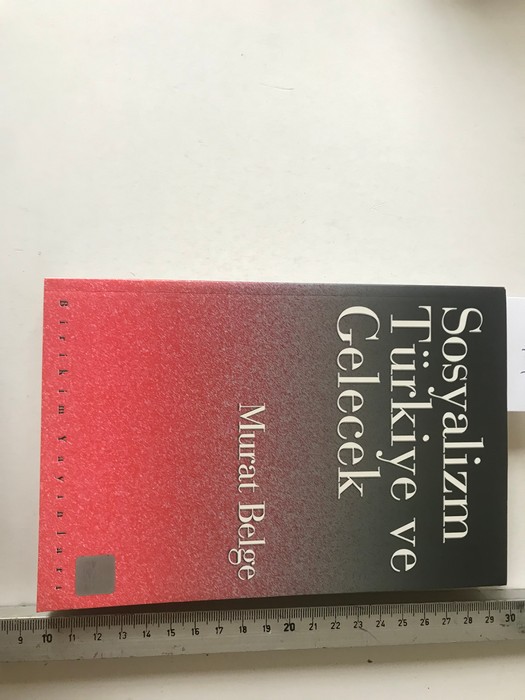 Sosyalizm
Türkiye ve
Gelecek
Murat Belge
Birikim Yayınları
9 10 11 12 13 14 15 16 17 18 19 20 21 22 23 24 25 26 27 28 29 30